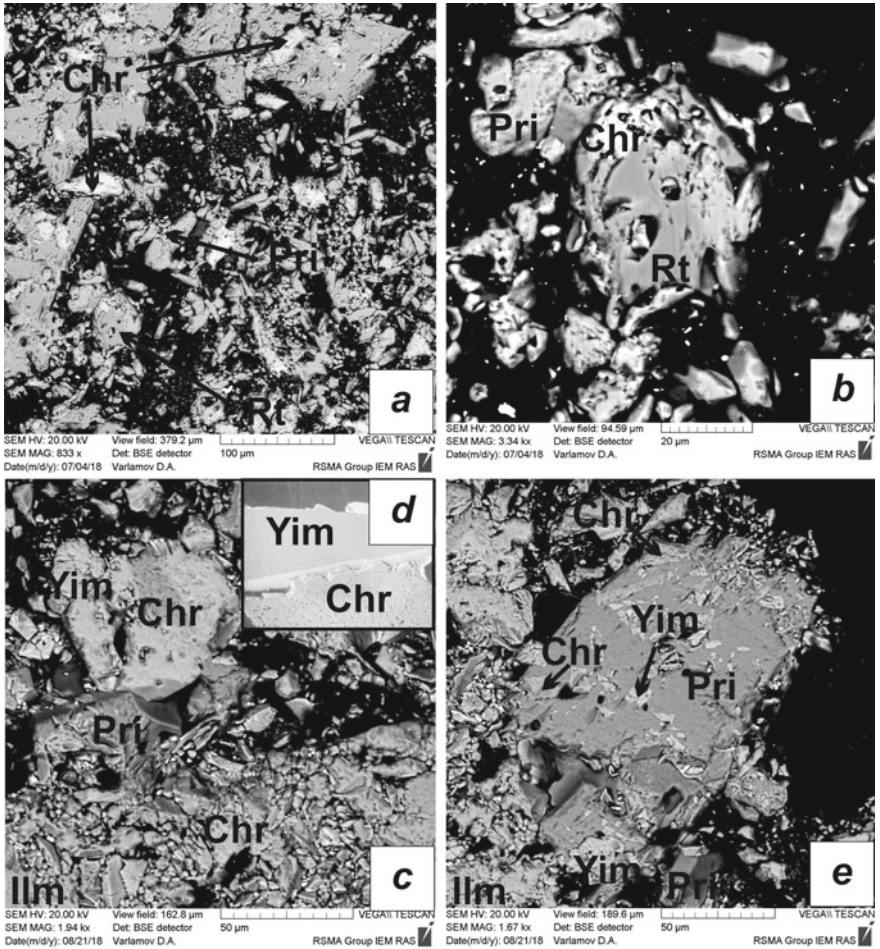 Chr
Pri
Rt
a
SEM HV: 20.00 kV View field: 379.2 µm VEGA\\ TESCAN
SEM MAG: 833 x Det: BSE detector 100 µm
Date(m/d/y): 07/04/18 Varlamov D.A. RSMA Group IEM RAS
Pri
Chr
Rt
b
SEM HV: 20.00 kV View field: 94.59 µm VEGA\\ TESCAN
SEM MAG: 3.34 kx Det: BSE detector 20 µm
Date(m/d/y): 07/04/18 Varlamov D.A. RSMA Group IEM RAS
Yim
Chr
Pri
Chr
Ilm
c
Yim
d
Chr
SEM HV: 20.00 kV View field: 162.8 µm VEGA\\ TESCAN
SEM MAG: 1.94 kx Det: BSE detector 50 µm
Date(m/d/y): 08/21/18 Varlamov D.A. RSMA Group IEM RAS
Chr
Yim
Chr
Pri
Ilm Yim Pri
e
SEM HV: 20.00 kV View field: 189.6 µm VEGA\\ TESCAN
SEM MAG: 1.67 kx Det: BSE detector 50 µm
Date(m/d/y): 08/21/18 Varlamov D.A. RSMA Group IEM RAS